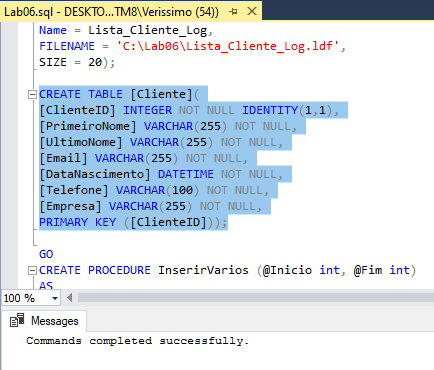 Lab06.sql - DESKTO...TM8\Verissimo (54))
Name = Lista_Cliente_Log,
FILENAME = 'C:\Lab06\Lista_Cliente_Log.ldf',
SIZE = 20);
CREATE TABLE [Cliente](
[ClienteID] INTEGER NOT NULL IDENTITY(1,1),
[PrimeiroNome] VARCHAR(255) NOT NULL,
[UltimoNome] VARCHAR(255) NOT NULL,
[Email] VARCHAR(255) NOT NULL,
[DataNascimento] DATETIME NOT NULL,
[Telefone] VARCHAR(100) NOT NULL,
[Empresa] VARCHAR(255) NOT NULL,
PRIMARY KEY ([ClienteID]));
GO
CREATE PROCEDURE InserirVarios (@Inicio int, @Fim int)
AS
100 %
Messages
Commands completed successfully.